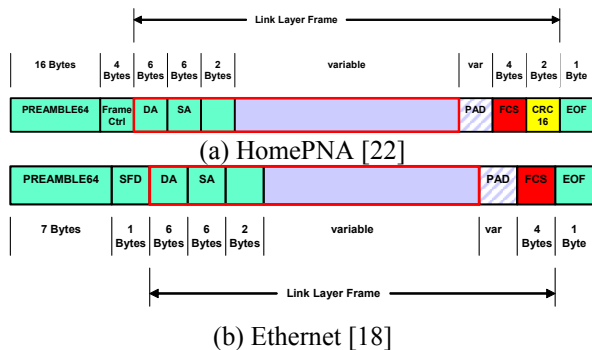 Link Layer Frame
16 Bytes 4 Bytes 6 Bytes 6 Bytes 2 Bytes variable var 4 Bytes 2 Bytes 1 Byte
PREAMBLE64 Frame Ctrl DA SA PAD FCS CRC 16 EOF
(a) HomePNA [22]
PREAMBLE64 SFD DA SA PAD FCS EOF
7 Bytes 1 Bytes 6 Bytes 6 Bytes 2 Bytes variable var 4 Bytes 1 Byte
Link Layer Frame
(b) Ethernet [18]